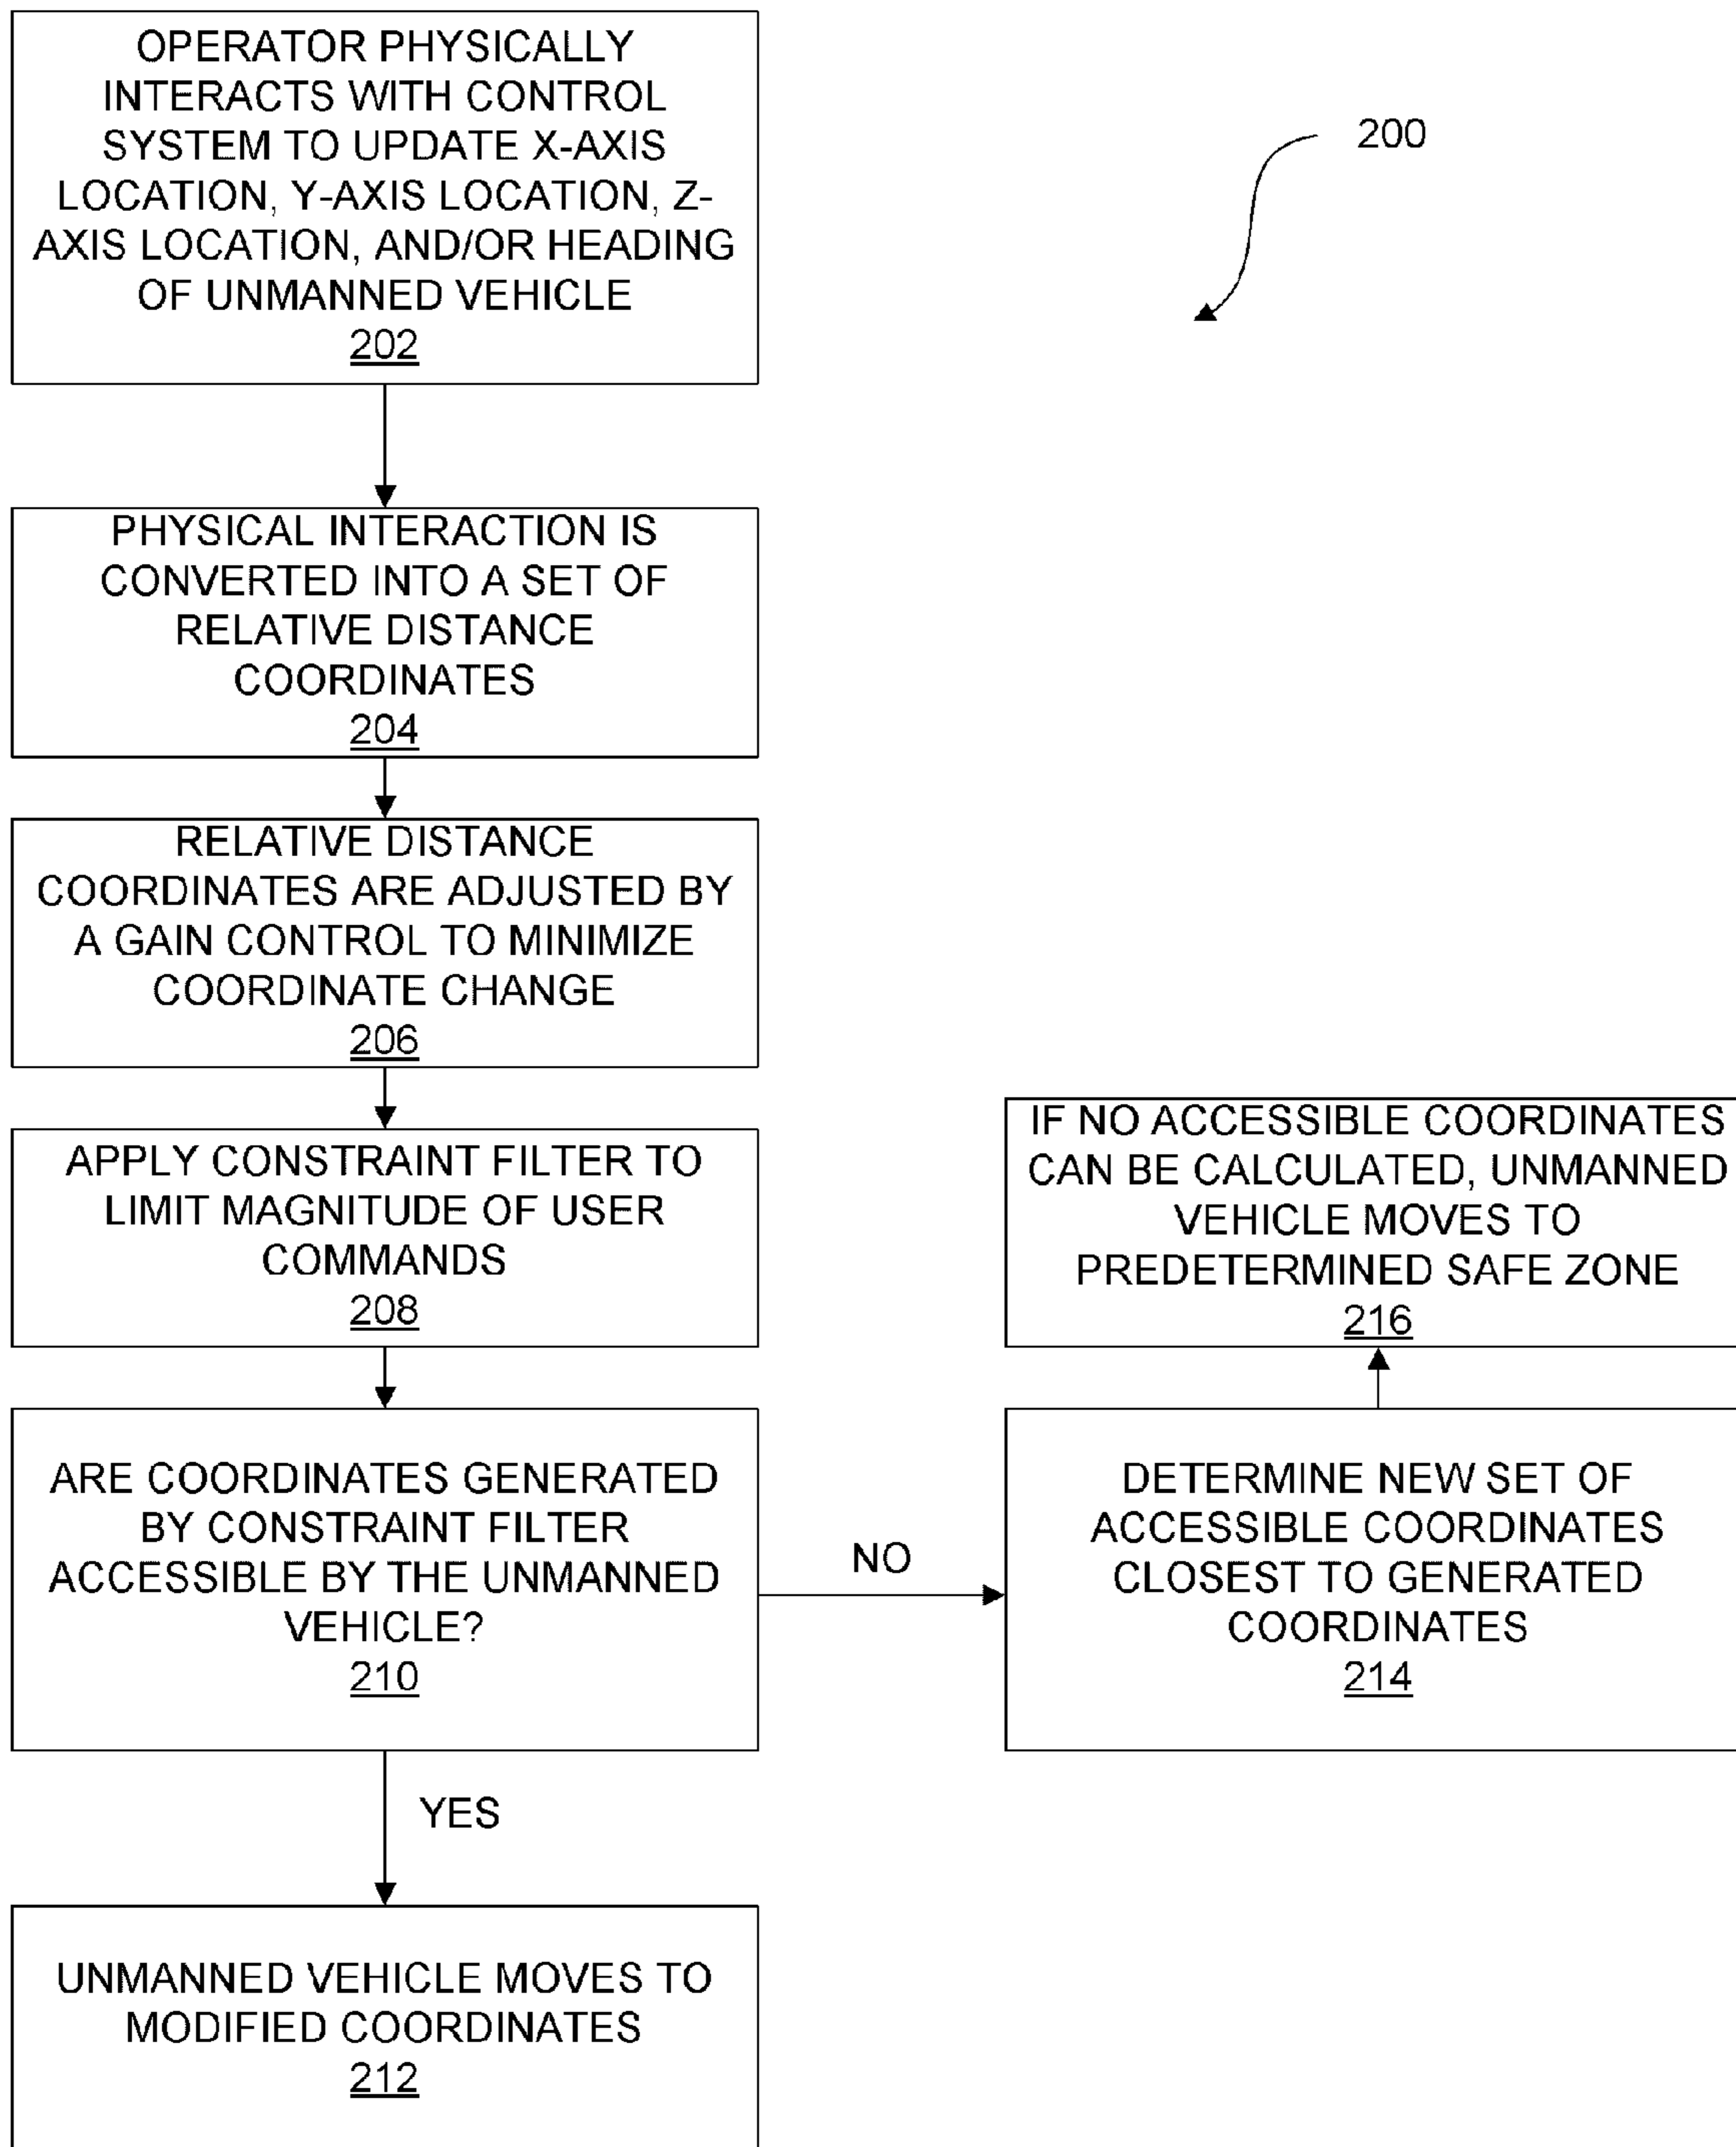 OPERATOR PHYSICALLY
INTERACTS WITH CONTROL
SYSTEM TO UPDATE X-AXIS
LOCATION, Y-AXIS LOCATION, Z-
AXIS LOCATION, AND/OR HEADING
OF UNMANNED VEHICLE
202
200
PHYSICAL INTERACTION IS
CONVERTED INTO A SET OF
RELATIVE DISTANCE
COORDINATES
204
RELATIVE DISTANCE
COORDINATES ARE ADJUSTED BY
A GAIN CONTROL TO MINIMIZE
COORDINATE CHANGE
206
APPLY CONSTRAINT FILTER TO
LIMIT MAGNITUDE OF USER
COMMANDS
208
ARE COORDINATES GENERATED
BY CONSTRAINT FILTER
ACCESSIBLE BY THE UNMANNED
VEHICLE?
210
YES
UNMANNED VEHICLE MOVES TO
MODIFIED COORDINATES
212
NO
DETERMINE NEW SET OF
ACCESSIBLE COORDINATES
CLOSEST TO GENERATED
COORDINATES
214
IF NO ACCESSIBLE COORDINATES
CAN BE CALCULATED, UNMANNED
VEHICLE MOVES TO
PREDETERMINED SAFE ZONE
216